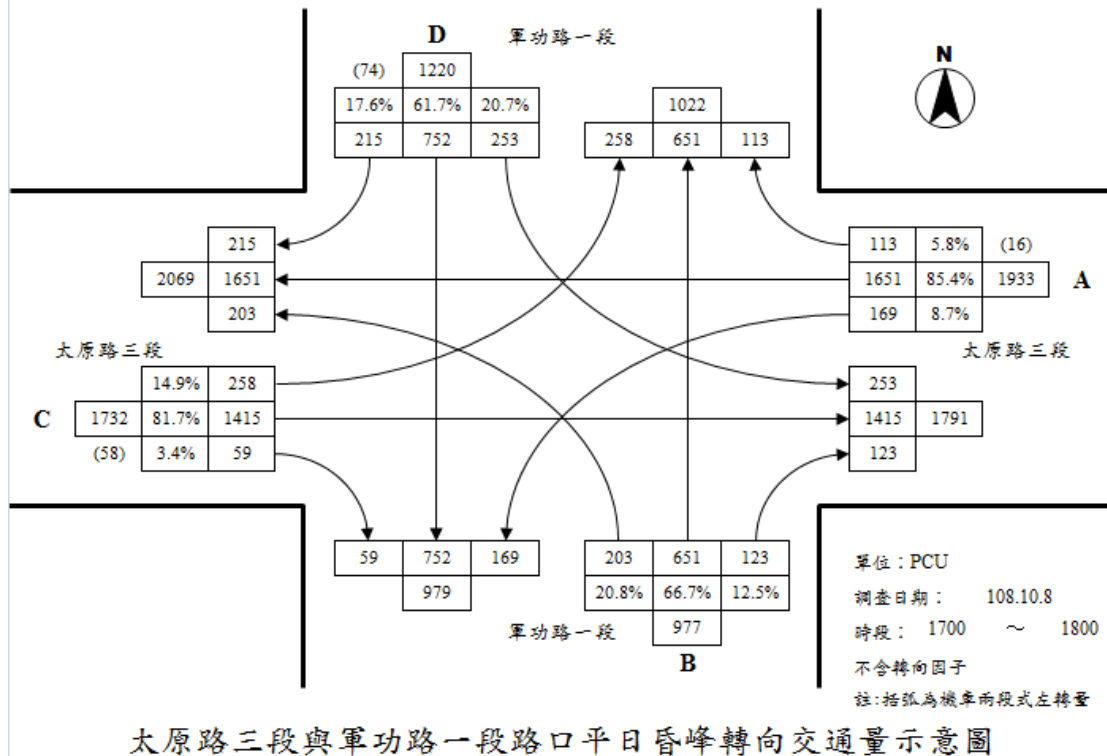 D 軍功路一段
N
(74) 1220
17.6% 61.7% 20.7%
215 752 253
1022
258 651 113
215
2069 1651
203
太原路三段
113 5.8% (16)
1651 85.4% 1933 A
169 8.7%
太原路三段
14.9% 258
C 1732 81.7% 1415
(58) 3.4% 59
253
1415 1791
123
59 752 169
979
203 651 123
20.8% 66.7% 12.5%
軍功路一段 977
B
單位：PCU
調查日期： 108.10.8
時段： 1700 ～ 1800
不含轉向因子
註:括弧為機車兩段式左轉量
太原路三段與軍功路一段路口平日昏峰轉向交通量示意圖